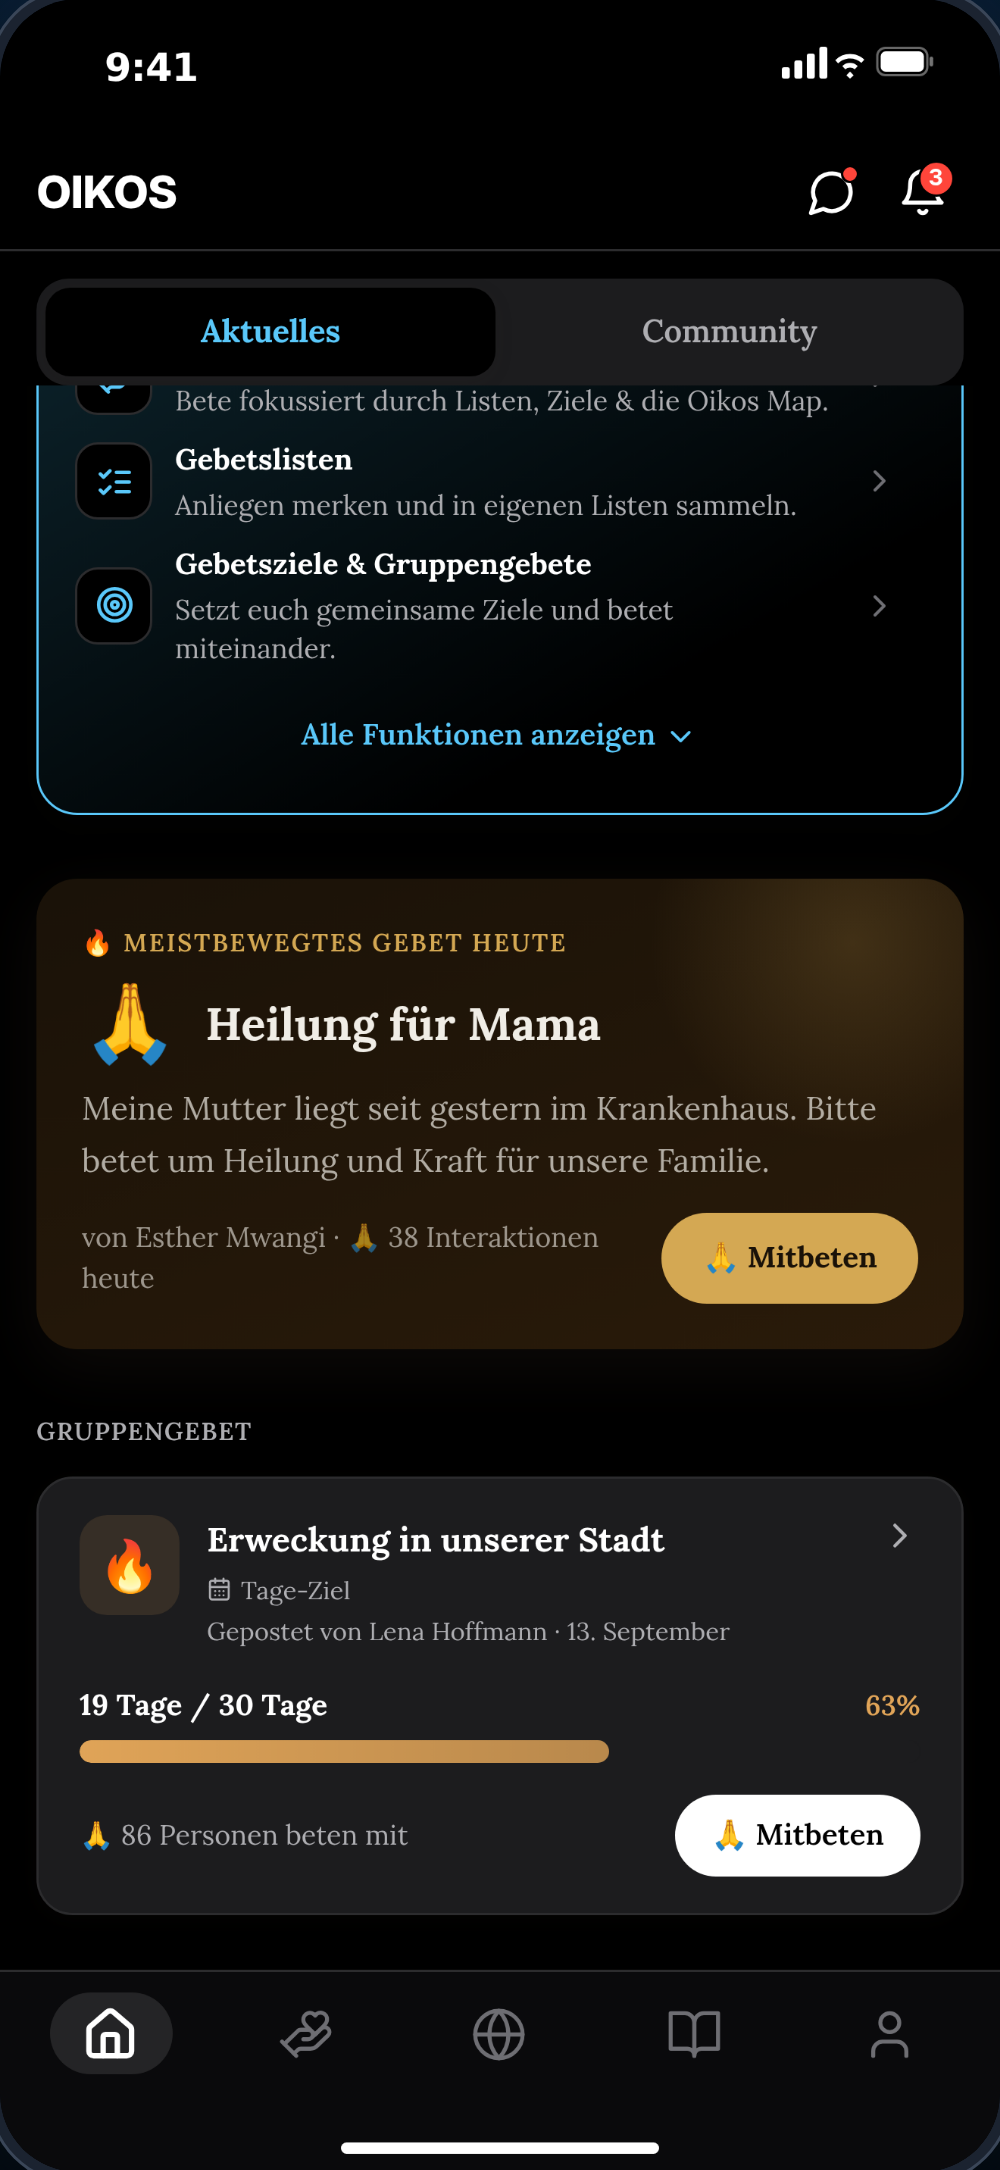 9:41
OIKOS
3
Aktuelles
Community
Bete fokussiert durch Listen, Ziele & die Oikos Map.
Gebetslisten
Anliegen merken und in eigenen Listen sammeln.
Gebetsziele & Gruppengebete
Setzt euch gemeinsame Ziele und betet
miteinander.
Alle Funktionen anzeigen
🔥 MEISTBEWEGTES GEBET HEUTE
🙏 Heilung für Mama
Meine Mutter liegt seit gestern im Krankenhaus. Bitte
betet um Heilung und Kraft für unsere Familie.
von Esther Mwangi · 🙏 38 Interaktionen
heute
🙏 Mitbeten
GRUPPENGEBET
🔥 Erweckung in unserer Stadt
Tage-Ziel
Gepostet von Lena Hoffmann · 13. September
19 Tage / 30 Tage
63%
🙏 86 Personen beten mit
🙏 Mitbeten